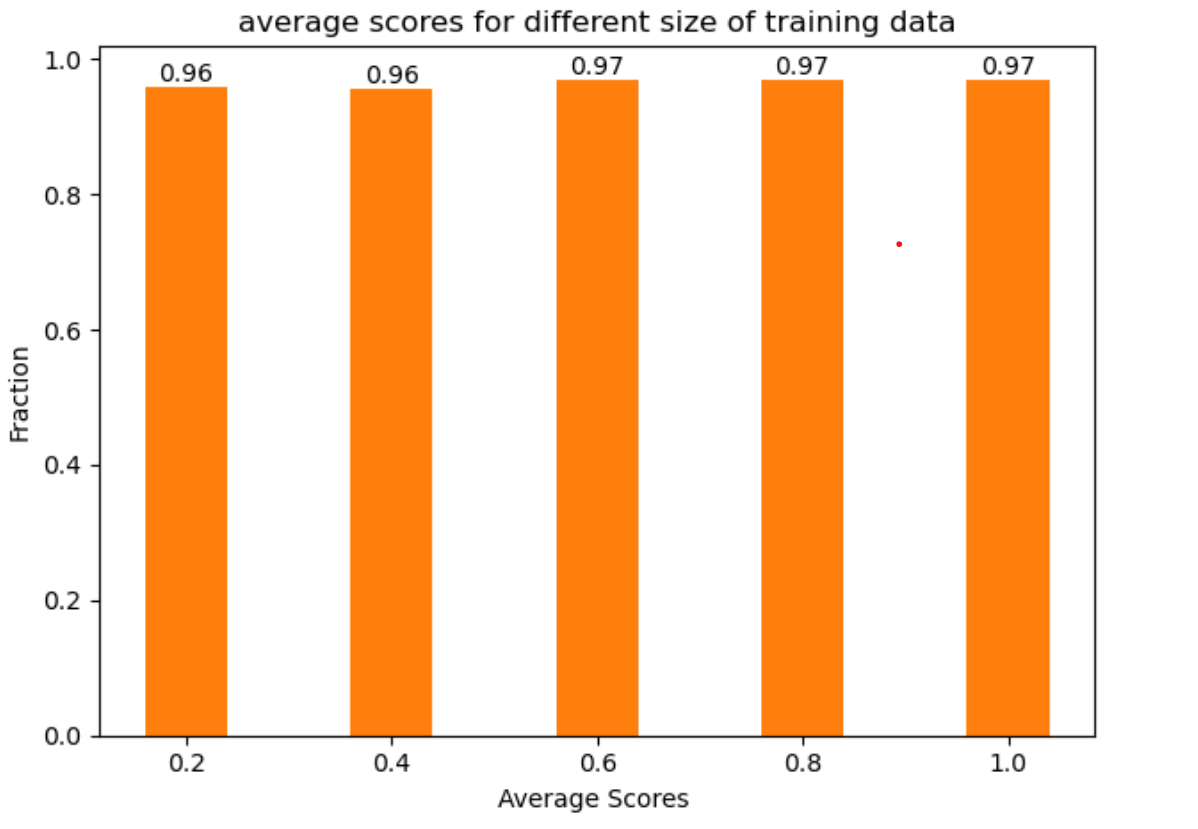 average scores for different size of training data
0.96
0.96
0.97
0.97
0.97
1.0
0.8
0.6
0.4
0.2
0.0
Fraction
0.2 0.4 0.6 0.8 1.0
Average Scores